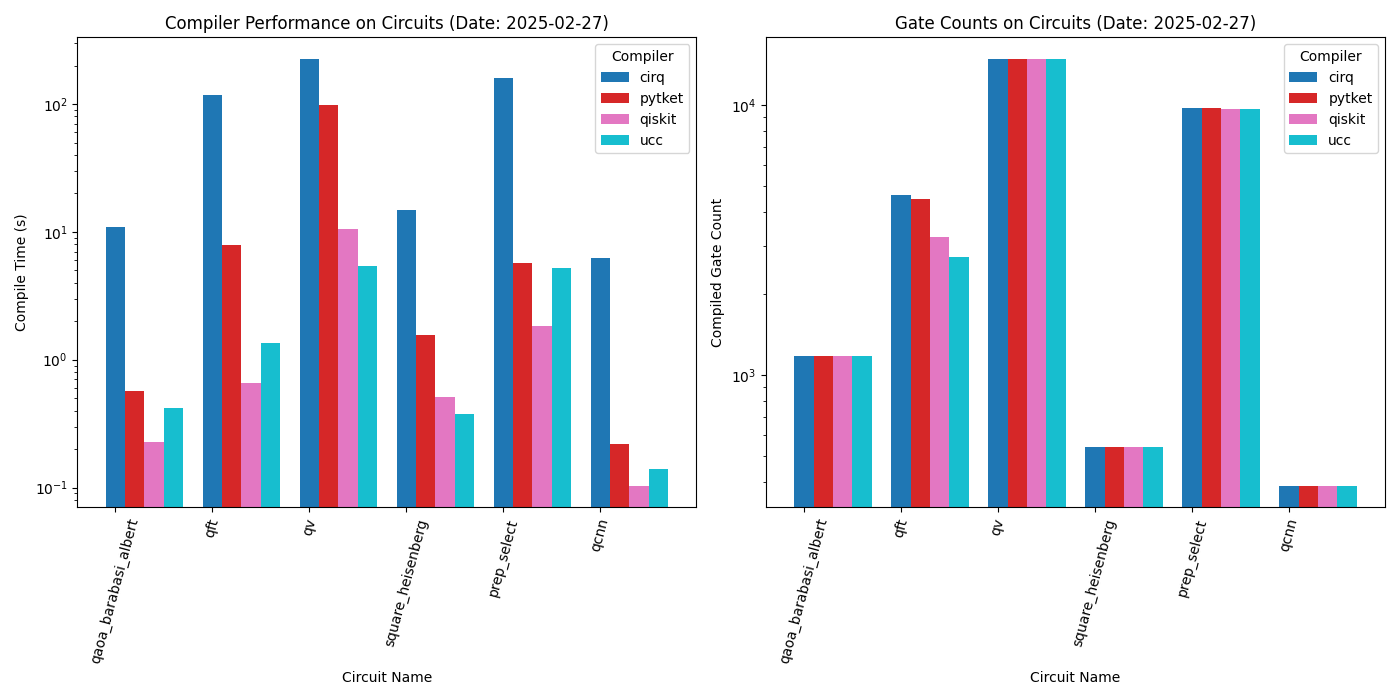 Compiler Performance on Circuits (Date: 2025-02-27)
Compile Time (s)
10²
10¹
10⁰
10⁻¹
Compiler
cirq
pytket
qiskit
ucc
qaoa_barabasi_albert
qft
qv
square_heisenberg
prep_select
qcnn
Circuit Name
Gate Counts on Circuits (Date: 2025-02-27)
Compiled Gate Count
10⁴
10³
Compiler
cirq
pytket
qiskit
ucc
qaoa_barabasi_albert
qft
qv
square_heisenberg
prep_select
qcnn
Circuit Name